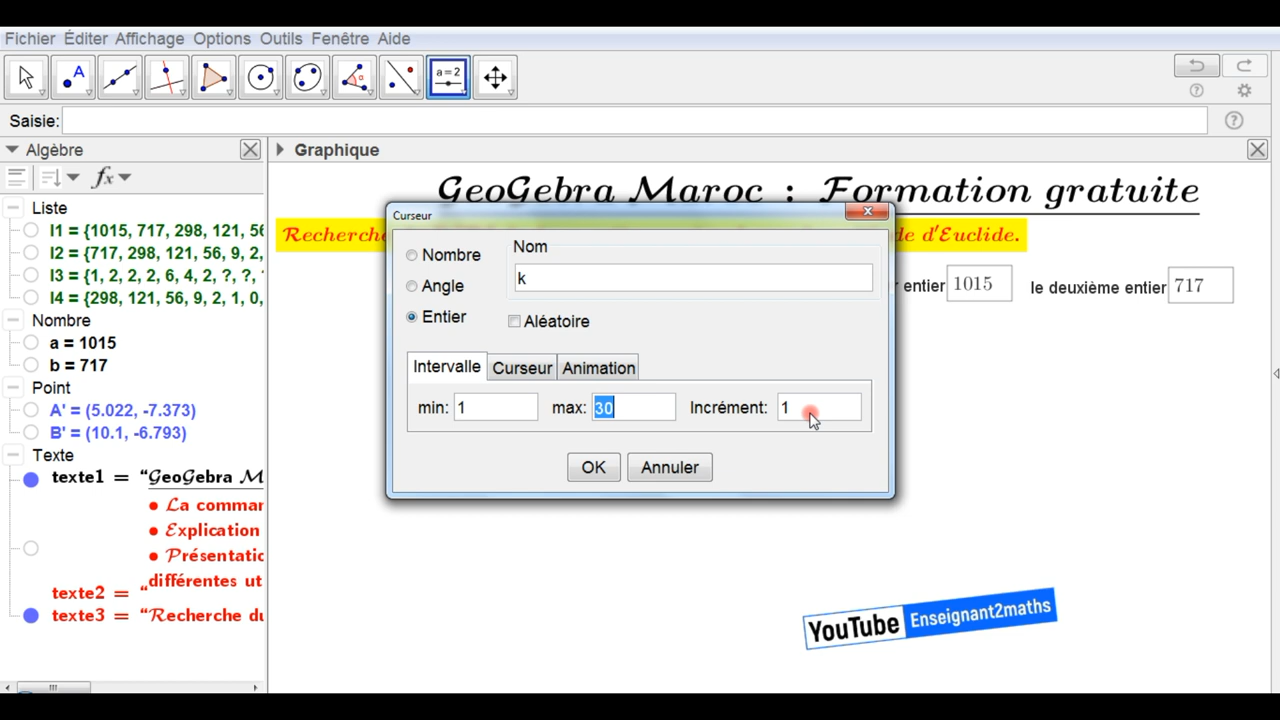 Fichier Éditer Affichage Options Outils Fenêtre Aide
a = 2
Saisie:
Algèbre
Graphique
fx
GeoGebra Maroc : Formation gratuite
Recherche
de d'Euclide.
entier 1015
le deuxième entier 717
Liste
l1 = {1015, 717, 298, 121, 56
l2 = {717, 298, 121, 56, 9, 2,
l3 = {1, 2, 2, 2, 6, 4, 2, ?, ?,
l4 = {298, 121, 56, 9, 2, 1, 0,
Nombre
a = 1015
b = 717
Point
A' = (5.022, -7.373)
B' = (10.1, -6.793)
Texte
texte1 = “GeoGebra M
• La comman
• Explication
• Présentatio
différentes ut
texte2 = “
texte3 = “Recherche du
Curseur
Nombre
Angle
Entier
Nom
k
Aléatoire
Intervalle Curseur Animation
min: 1 max: 30 Incrément: 1
OK Annuler
YouTube Enseignant2maths